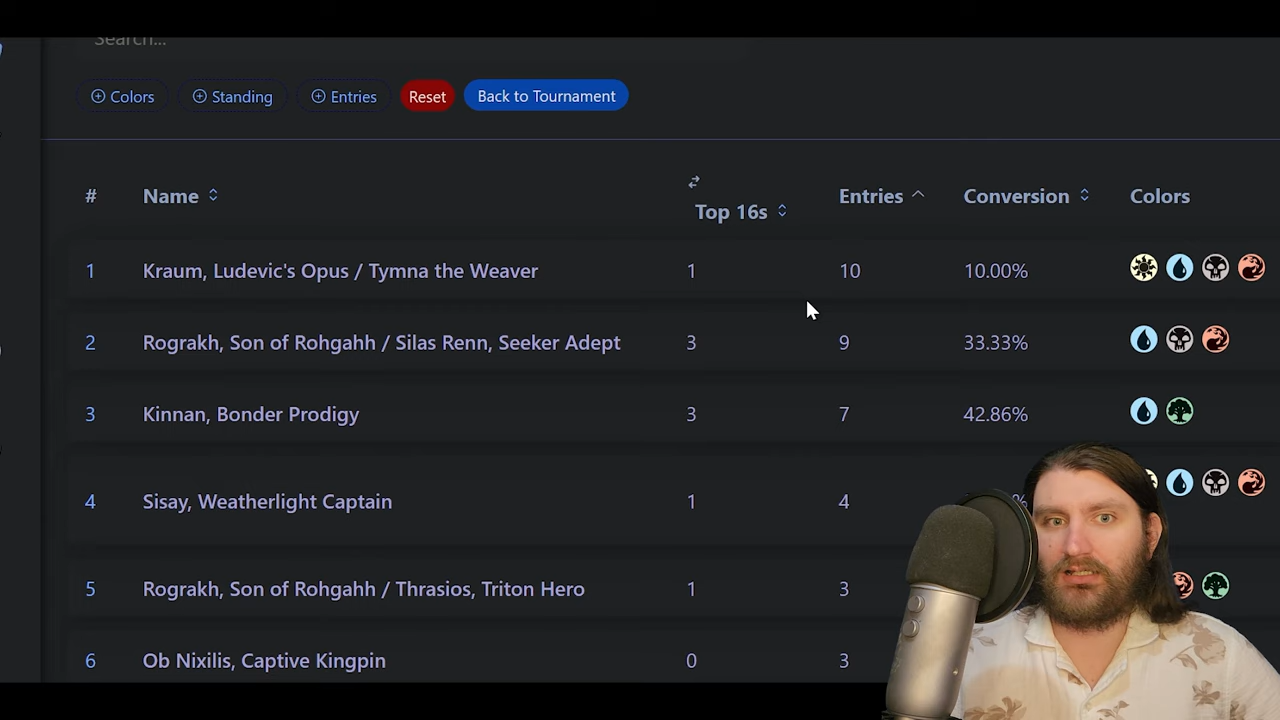 Search...
Colors Standing Entries Reset Back to Tournament
# Name Top 16s Entries Conversion Colors
1 Kraum, Ludevic's Opus / Tymna the Weaver 1 10 10.00%
2 Rograkh, Son of Rohgahh / Silas Renn, Seeker Adept 3 9 33.33%
3 Kinnan, Bonder Prodigy 3 7 42.86%
4 Sisay, Weatherlight Captain 1 4
5 Rograkh, Son of Rohgahh / Thrasios, Triton Hero 1 3
6 Ob Nixilis, Captive Kingpin 0 3